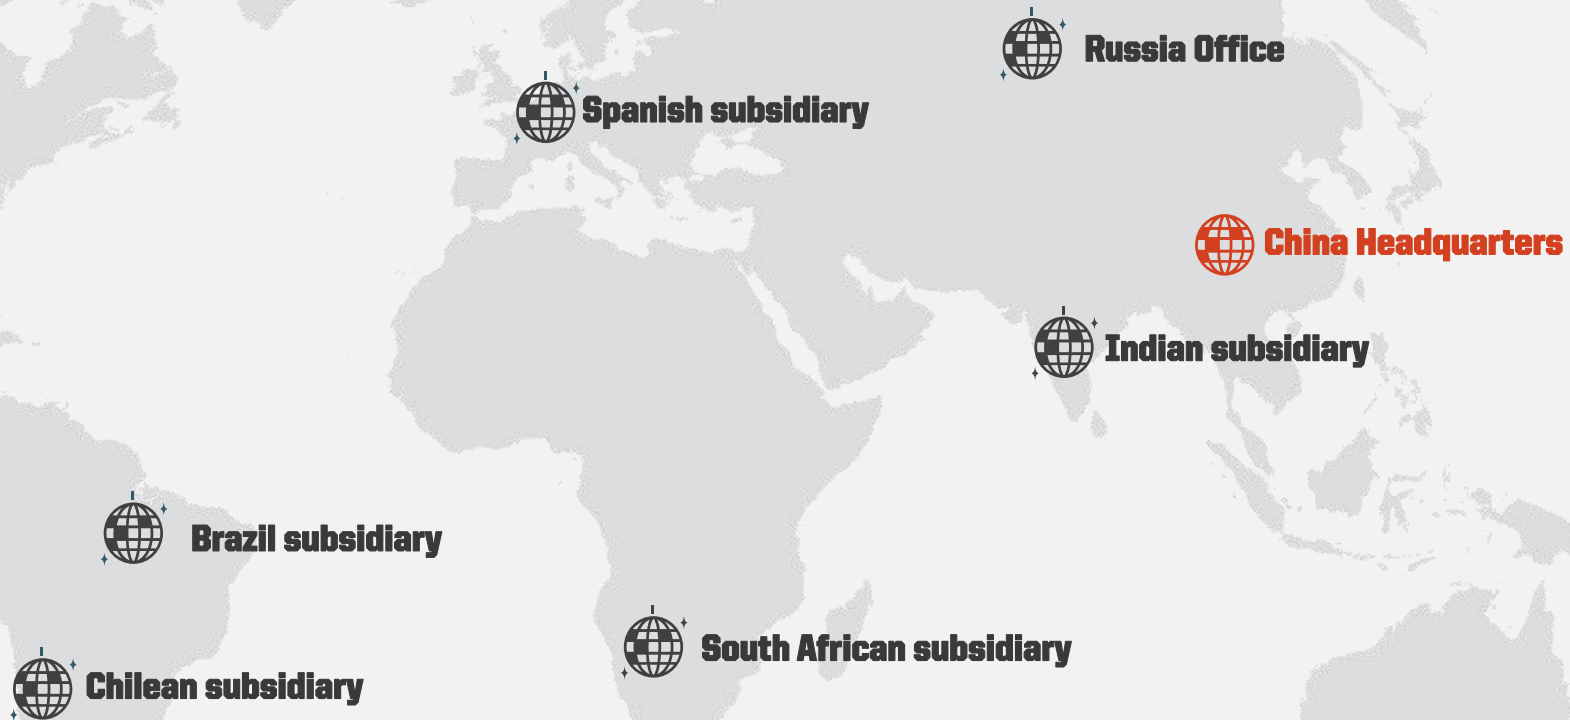 Russia Office
Spanish subsidiary
China Headquarters
Indian subsidiary
Brazil subsidiary
South African subsidiary
Chilean subsidiary